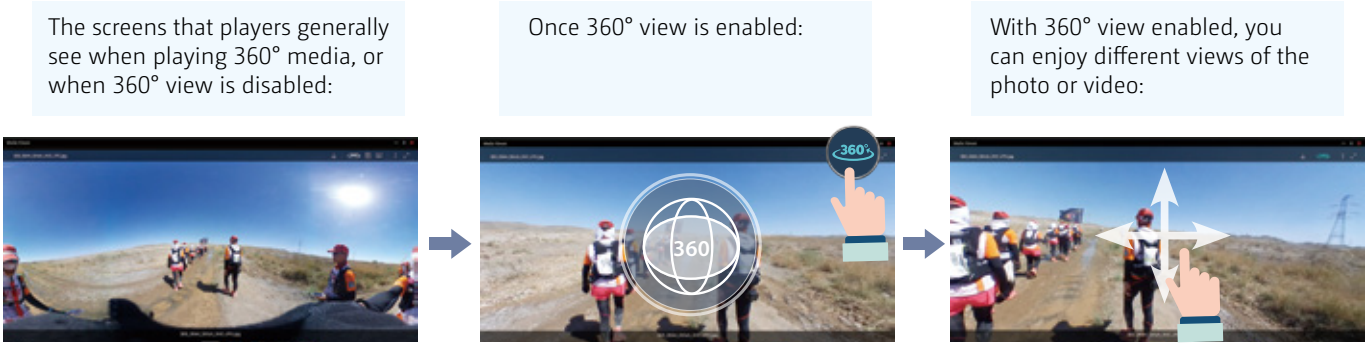 The screens that players generally
see when playing 360° media, or
when 360° view is disabled:
Once 360° view is enabled:
With 360° view enabled, you
can enjoy different views of the
photo or video:
360°
360